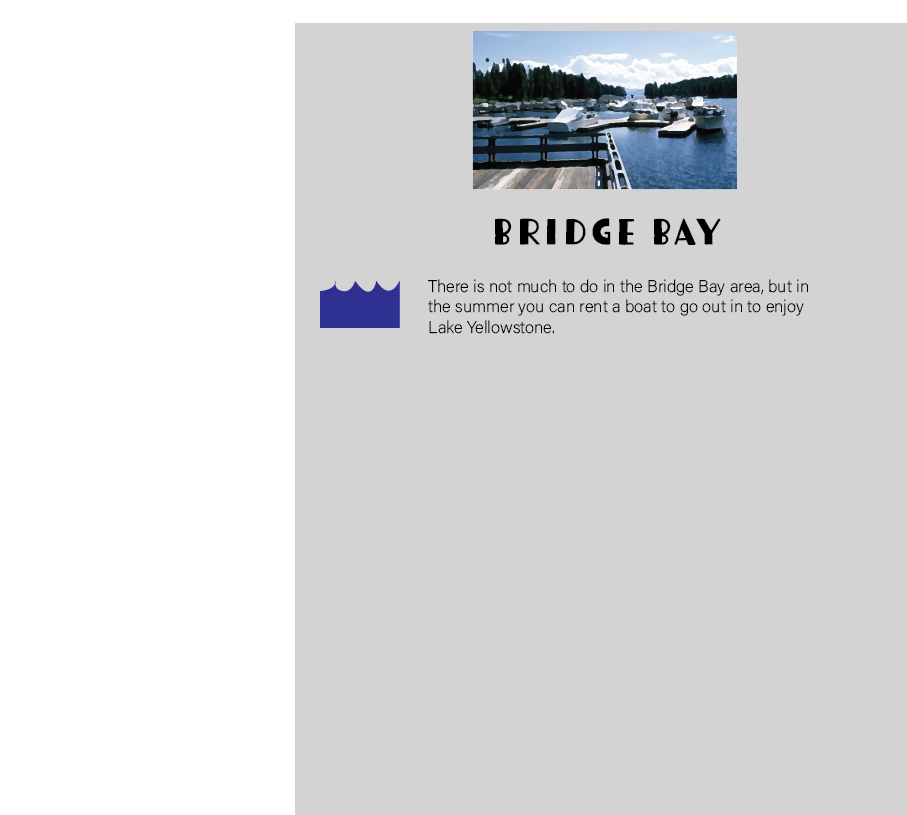 BRIDGE BAY
There is not much to do in the Bridge Bay area, but in
the summer you can rent a boat to go out in to enjoy
Lake Yellowstone.